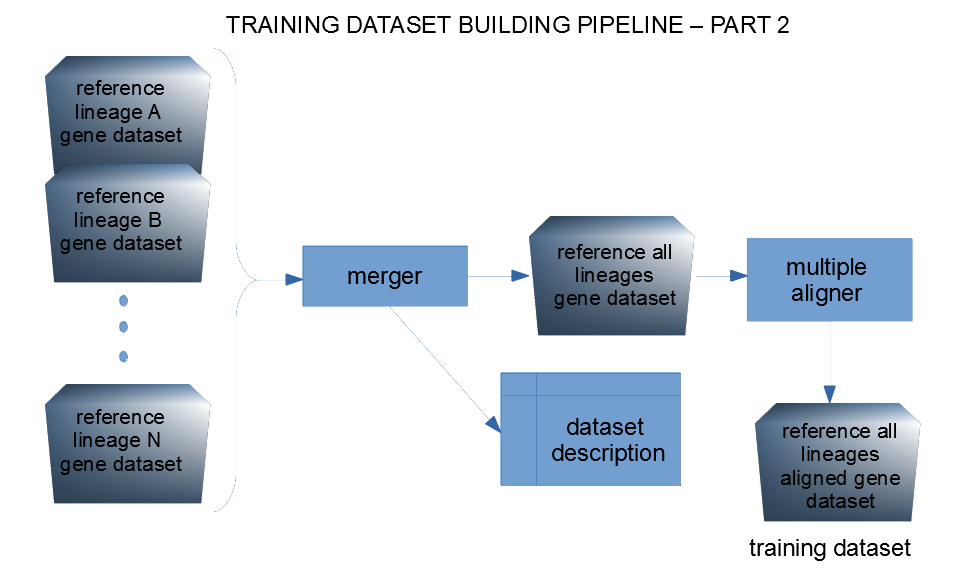 TRAINING DATASET BUILDING PIPELINE – PART 2
reference
lineage A
gene dataset
reference
lineage B
gene dataset
reference
lineage N
gene dataset
merger
reference all
lineages
gene dataset
multiple
aligner
dataset
description
reference all
lineages
aligned gene
dataset
training dataset